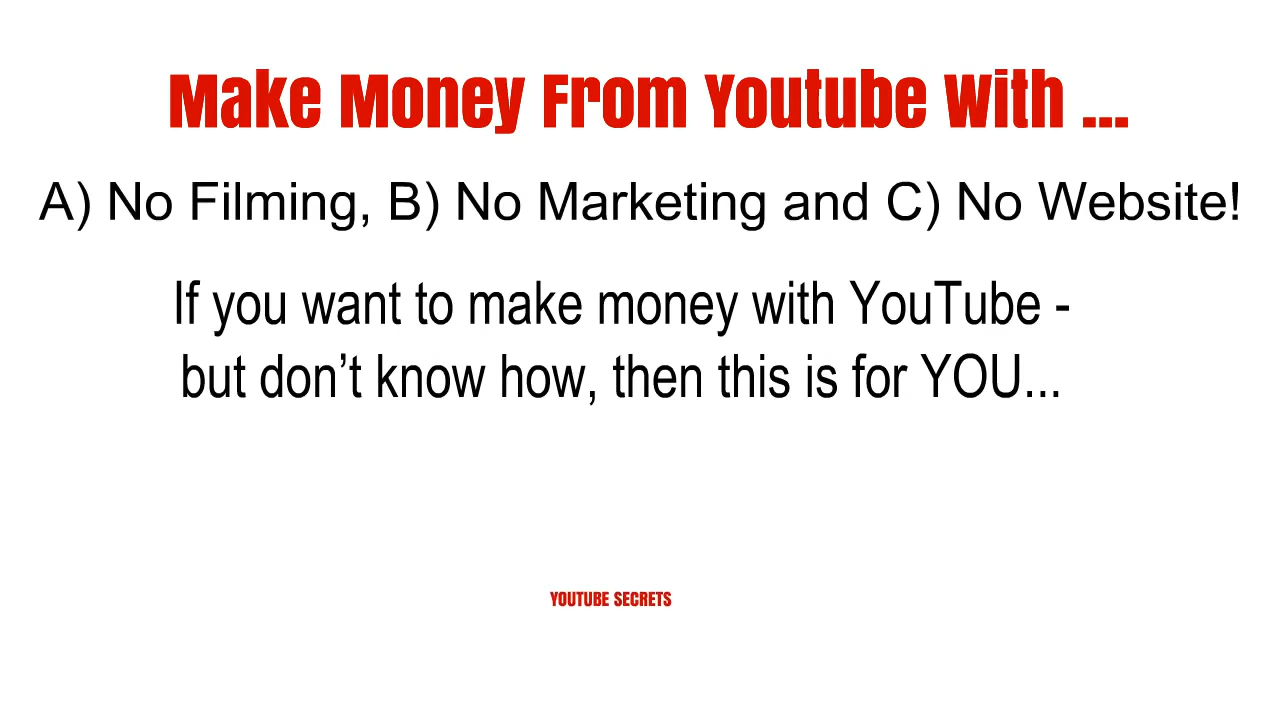 Make Money From Youtube With ...
A) No Filming, B) No Marketing and C) No Website!
If you want to make money with YouTube -
but don’t know how, then this is for YOU...
YOUTUBE SECRETS